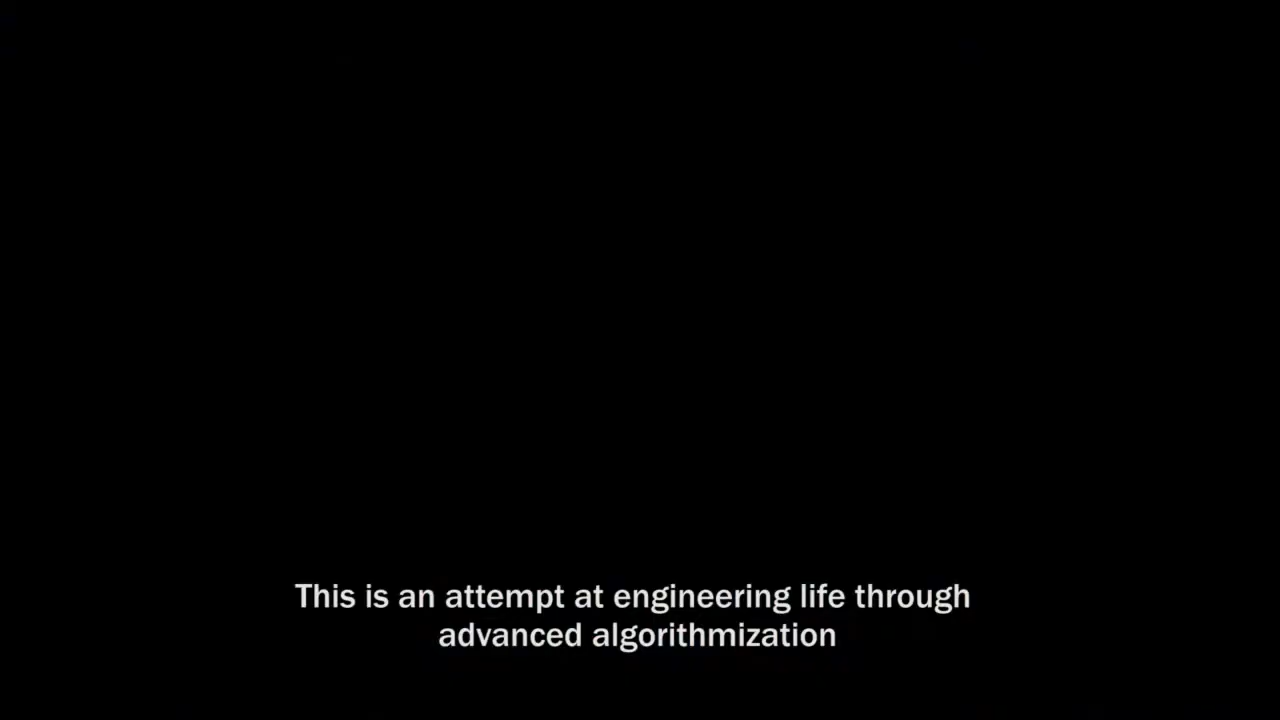 This is an attempt at engineering life through
advanced algorithmization